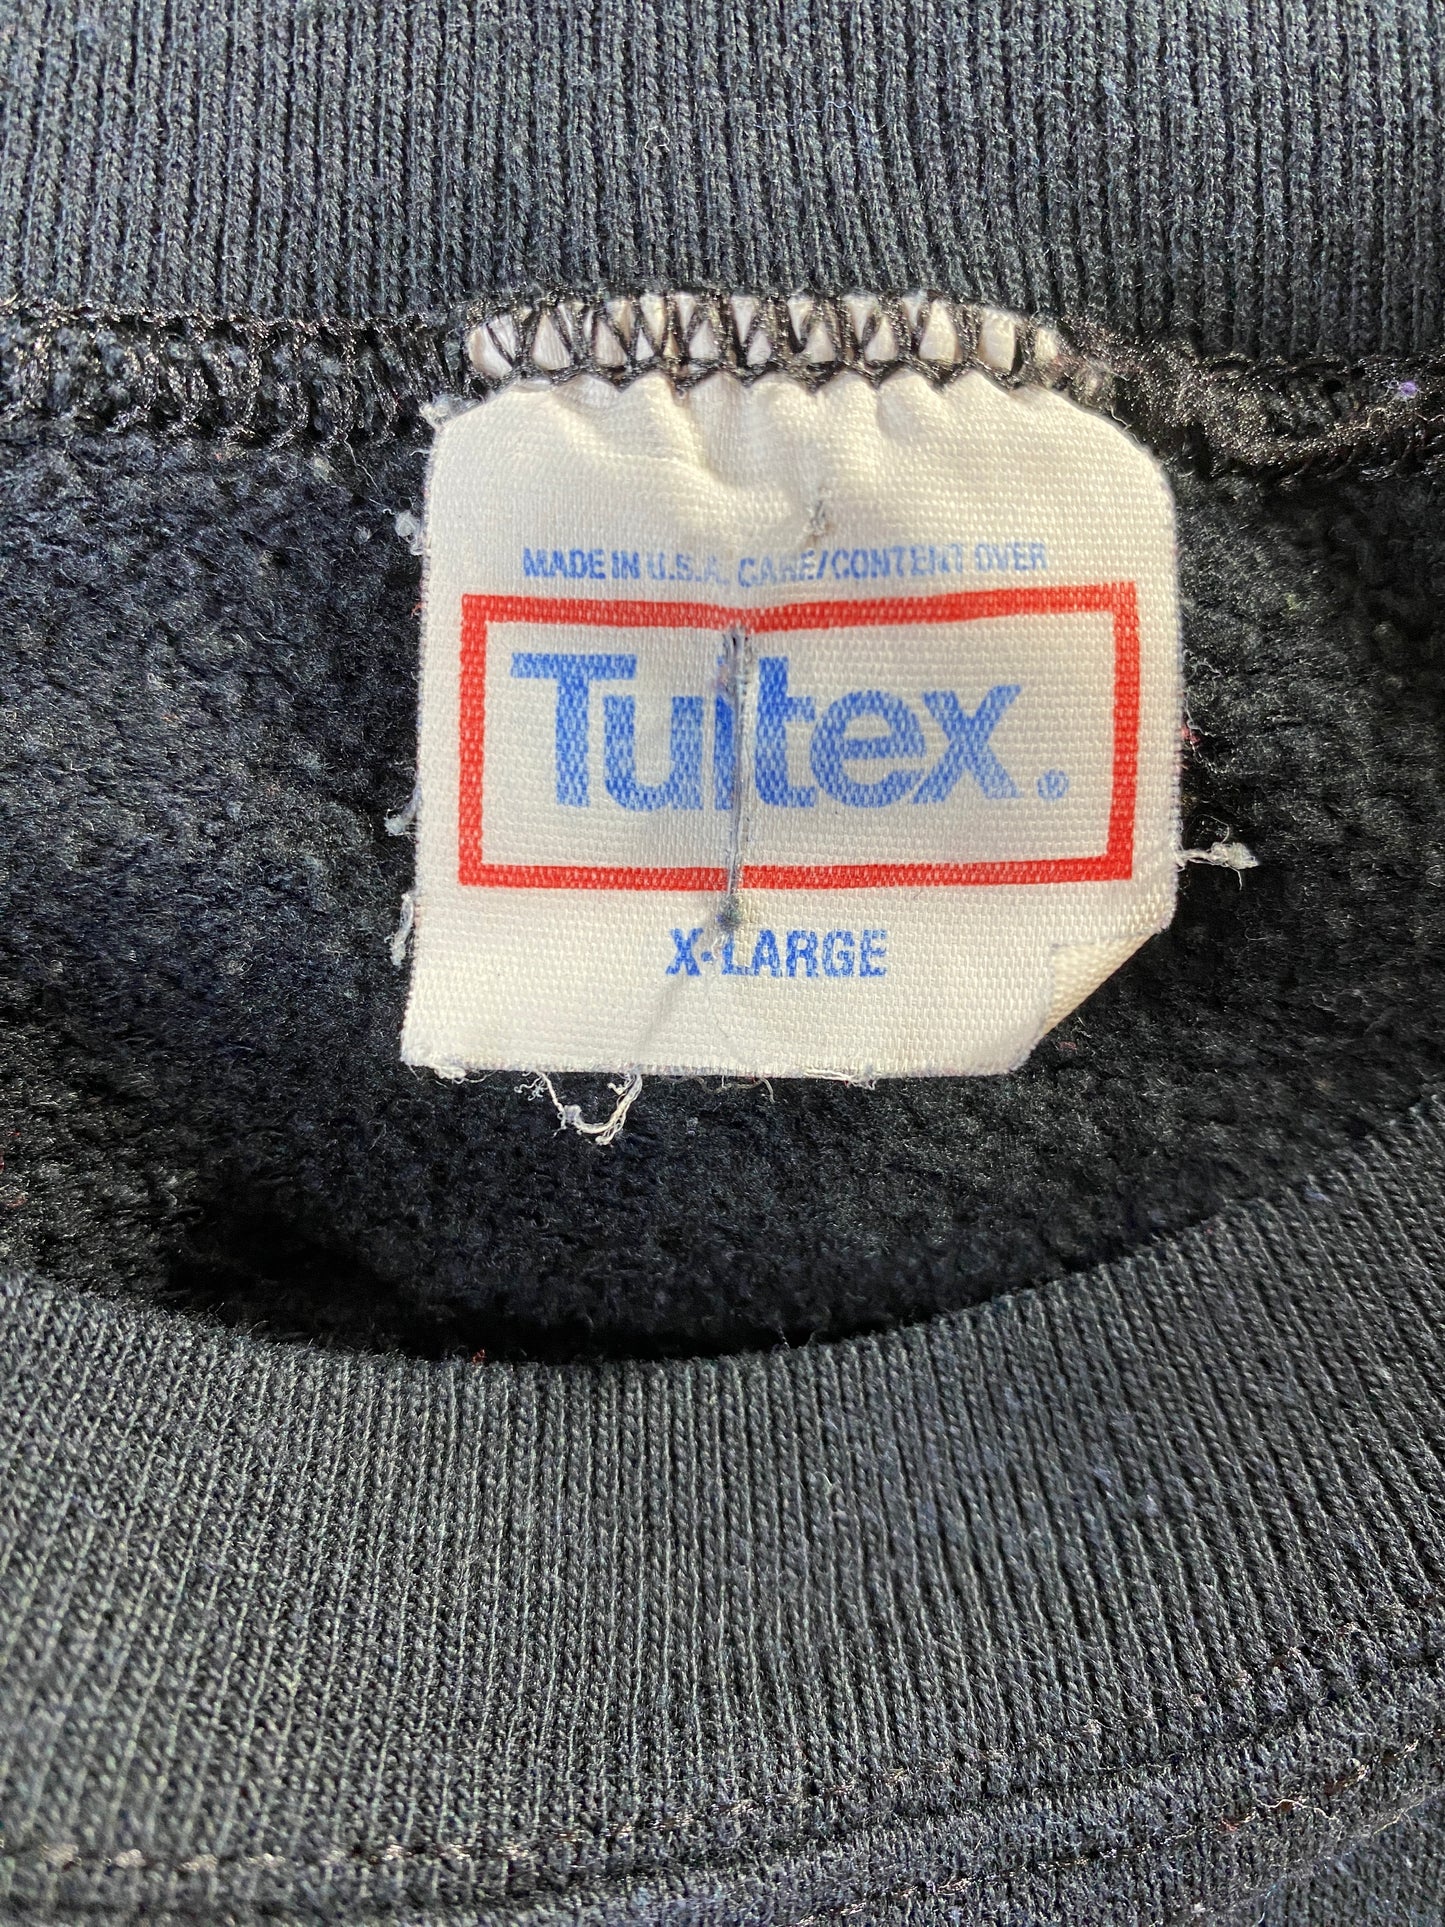 MADE IN U.S.A. CARE/CONTENT OVER
Tultex®
X-LARGE